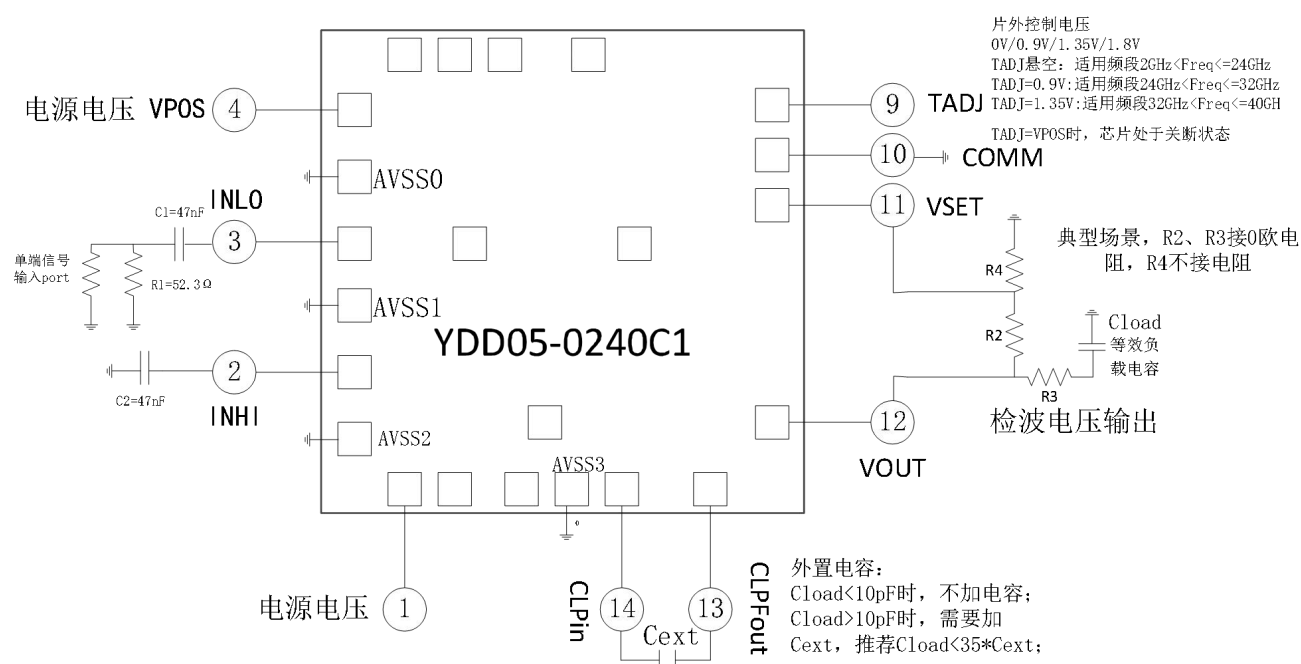 片外控制电压
0V/0.9V/1.35V/1.8V
TADJ悬空：适用频段2GHz<Freq<=24GHz
TADJ=0.9V:适用频段24GHz<Freq<=32GHz
TADJ=1.35V:适用频段32GHz<Freq<=40GH
TADJ=VPOS时，芯片处于关断状态
电源电压 VPOS 4
9 TADJ
10 COMM
AVSS0
11 VSET
INLO
C1=47nF
3
单端信号
输入port
R1=52.3Ω
典型场景，R2、R3接0欧电
阻，R4不接电阻
R4
AVSS1
YDD05-0240C1
R2
Cload
等效负
载电容
2
C2=47nF
INHI
R3
12
检波电压输出
AVSS2
VOUT
AVSS3
0
电源电压 1
CLPin
14
13
CLPFout
Cext
外置电容：
Cload<10pF时，不加电容；
Cload>10pF时，需要加
Cext，推荐Cload<35*Cext；